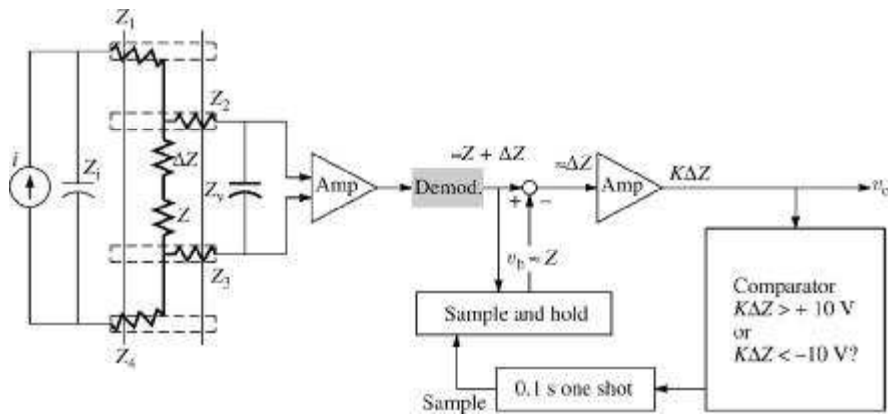 Z₁
Z₂
i
Zᵢ
ΔZ
Z
Zᵥ
Z₃
Z₄
Amp
Demod.
≈Z + ΔZ
+
−
≈ΔZ
Amp
KΔZ
vₒ
v_b ≈ Z
Sample and hold
Sample
0.1 s one shot
Comparator
KΔZ > + 10 V
or
KΔZ < −10 V?